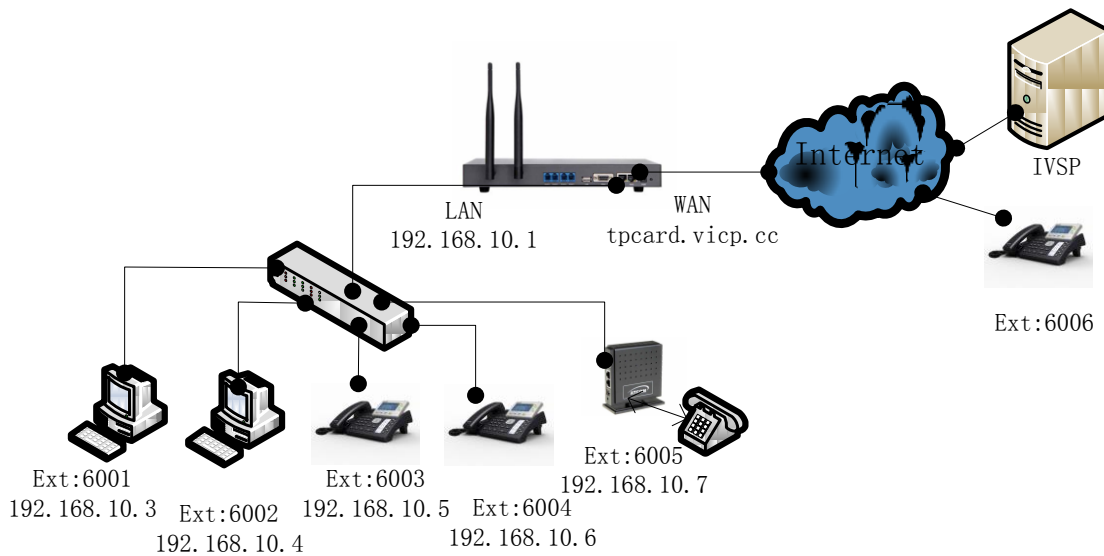 Internet
IVSP
LAN
192.168.10.1
WAN
tpcard.vicp.cc
Ext:6006
Ext:6001
192.168.10.3
Ext:6002
192.168.10.4
Ext:6003
192.168.10.5
Ext:6004
192.168.10.6
Ext:6005
192.168.10.7